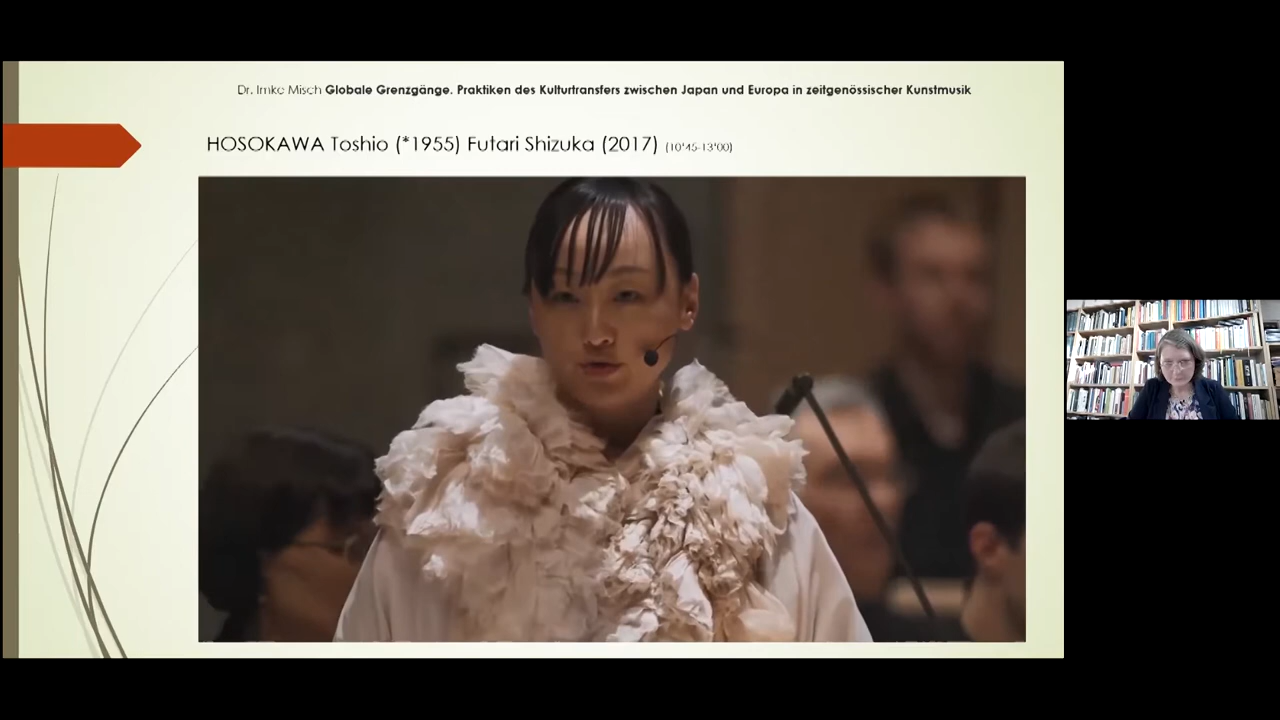 Dr. Imke Misch Globale Grenzgänge. Praktiken des Kulturtransfers zwischen Japan und Europa in zeitgenössischer Kunstmusik
HOSOKAWA Toshio (*1955) Futari Shizuka (2017) (10'45-13'00)